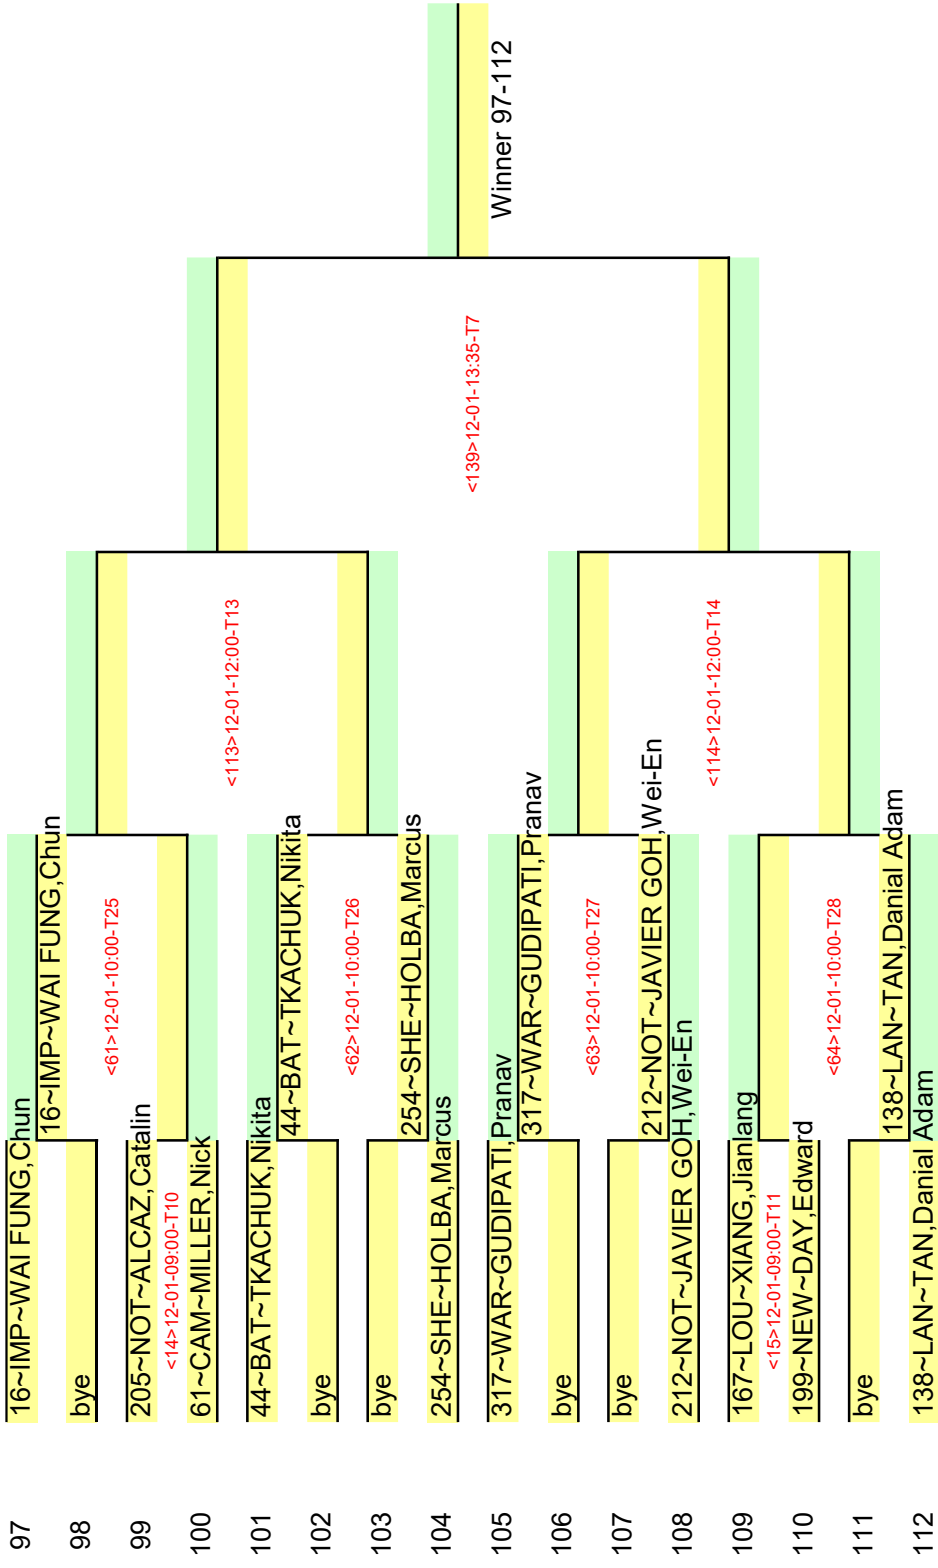 97
16~IMP~WAI FUNG,Chun
98
bye
99
205~NOT~ALCAZ,Catalin
<14>12-01-09:00-T10
100
61~CAM~MILLER,Nick
101
44~BAT~TKACHUK,Nikita
102
bye
103
bye
104
254~SHE~HOLBA,Marcus
105
317~WAR~GUDIPATI,Pranav
106
bye
107
bye
108
212~NOT~JAVIER GOH,Wei-En
109
167~LOU~XIANG,Jianlang
<15>12-01-09:00-T11
110
199~NEW~DAY,Edward
111
bye
112
138~LAN~TAN,Danial Adam
16~IMP~WAI FUNG,Chun
<61>12-01-10:00-T25
44~BAT~TKACHUK,Nikita
<62>12-01-10:00-T26
254~SHE~HOLBA,Marcus
317~WAR~GUDIPATI,Pranav
<63>12-01-10:00-T27
212~NOT~JAVIER GOH,Wei-En
<64>12-01-10:00-T28
138~LAN~TAN,Danial Adam
<113>12-01-12:00-T13
<114>12-01-12:00-T14
<139>12-01-13:35-T7
Winner 97-112